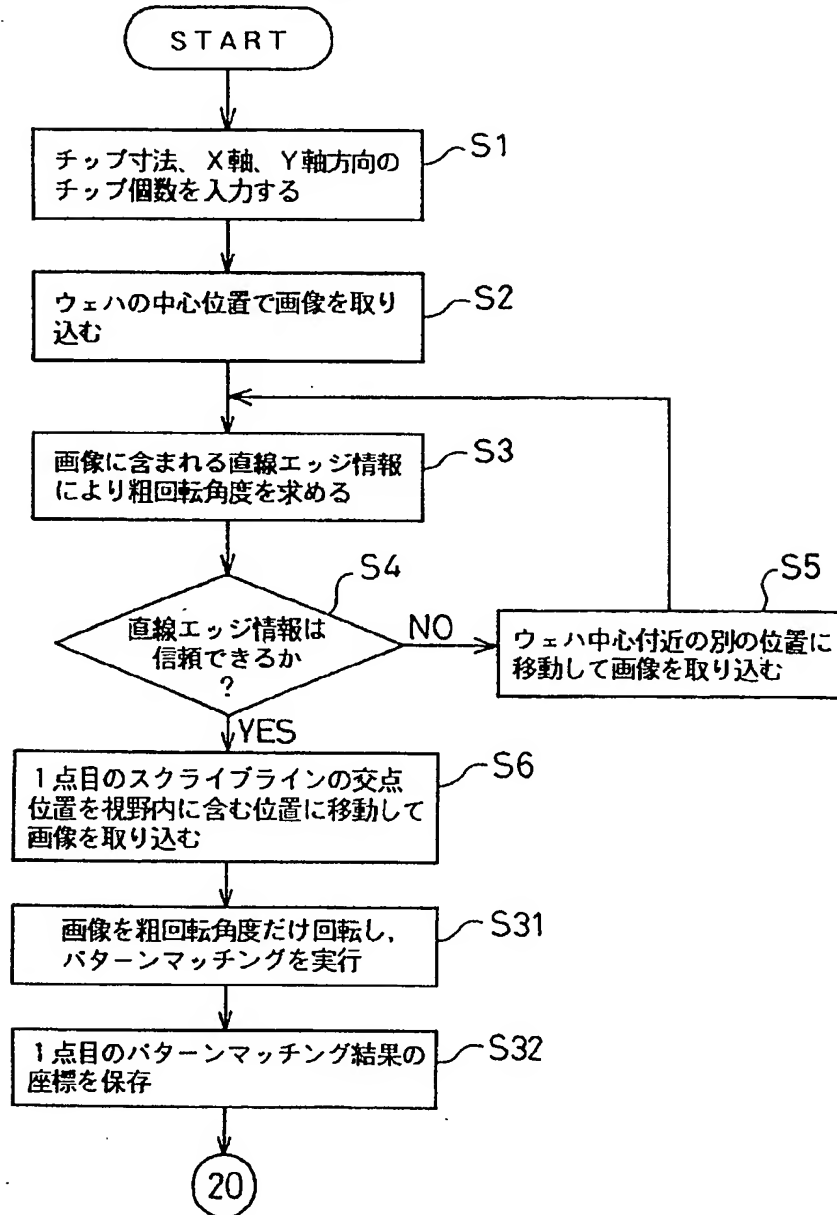 START
チップ寸法、X軸、Y軸方向の
チップ個数を入力する
S1
ウェハの中心位置で画像を取り
込む
S2
画像に含まれる直線エッジ情報
により粗回転角度を求める
S3
直線エッジ情報は
信頼できるか
?
S4
NO
ウェハ中心付近の別の位置に
移動して画像を取り込む
S5
YES
1点目のスクライブラインの交点
位置を視野内に含む位置に移動して
画像を取り込む
S6
画像を粗回転角度だけ回転し,
パターンマッチングを実行
S31
1点目のパターンマッチング結果の
座標を保存
S32
20